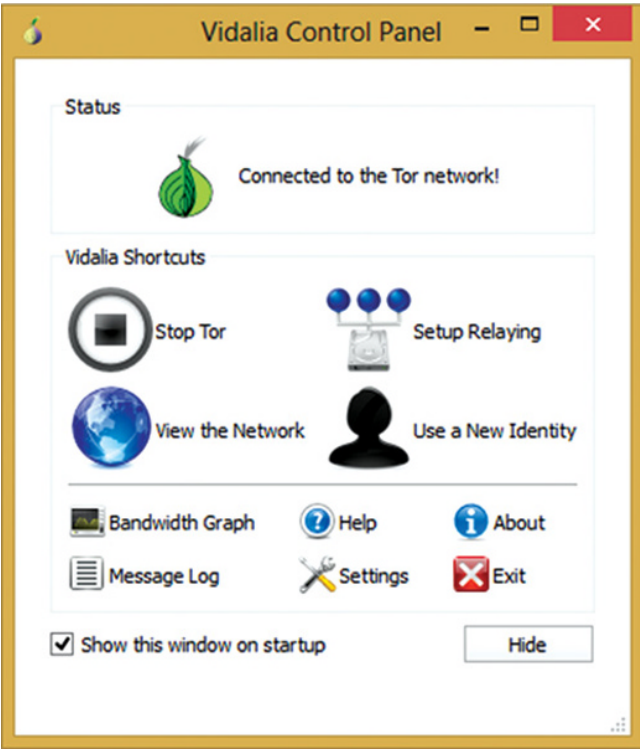 Vidalia Control Panel
Status
Connected to the Tor network!
Vidalia Shortcuts
Stop Tor
Setup Relaying
View the Network
Use a New Identity
Bandwidth Graph
Help
About
Message Log
Settings
Exit
Show this window on startup
Hide